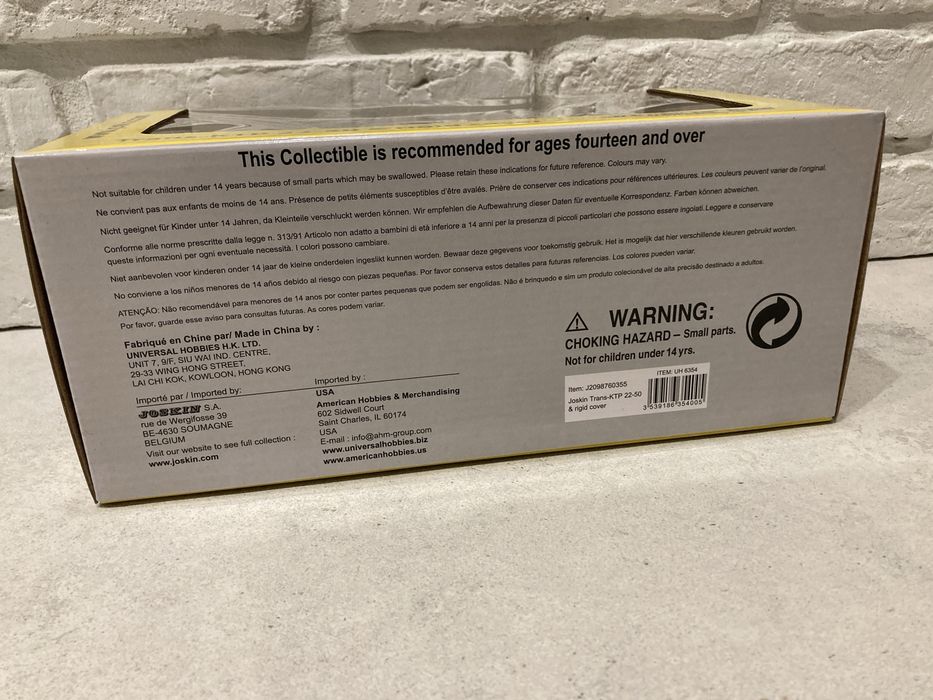 This Collectible is recommended for ages fourteen and over
Not suitable for children under 14 years because of small parts which may be swallowed. Please retain these indications for future reference. Colours may vary.
Ne convient pas aux enfants de moins de 14 ans. Présence de petits éléments susceptibles d'être avalés. Prière de conserver ces indications pour références ultérieures. Les couleurs peuvent varier de l'original.
Nicht geeignet für Kinder unter 14 Jahren, da Kleinteile verschluckt werden können. Wir empfehlen die Aufbewahrung dieser Daten für eventuelle Korrespondenz. Farben können abweichen.
Conforme alle norme prescritte dalla legge n. 313/91 Articolo non adatto a bambini di età inferiore a 14 anni per la presenza di piccoli particolari che possono essere ingoiati. Leggere e conservare
queste informazioni per ogni eventuale necessità. I colori possono cambiare.
Niet aanbevolen voor kinderen onder 14 jaar de kleine onderdelen ingeslikt kunnen worden. Bewaar deze gegevens voor toekomstig gebruik. Het is mogelijk dat hier verschillende kleuren gebruikt worden.
No conviene a los niños menores de 14 años debido al riesgo con piezas pequeñas. Por favor conserva estos detalles para futuras referencias. Los colores pueden variar.
ATENÇÃO: Não recomendável para menores de 14 anos por conter partes pequenas que podem ser engolidas. Não é brinquedo e sim um produto colecionável de alta precisão destinado a adultos.
Por favor, guarde esse aviso para consultas futuras. As cores podem variar.
Fabriqué en Chine par/ Made in China by :
UNIVERSAL HOBBIES H.K. LTD.
UNIT 7, 9/F, SIU WAI IND. CENTRE,
29-33 WING HONG STREET,
LAI CHI KOK, KOWLOON, HONG KONG
Importé par / Imported by:
JOSKIN S.A.
rue de Wergifosse 39
BE-4630 SOUMAGNE
BELGIUM
Visit our website to see full collection :
www.joskin.com
Imported by:
USA
American Hobbies & Merchandising
602 Sidwell Court
Saint Charles, IL 60174
USA
E-mail : info@ahm-group.com
www.universalhobbies.biz
www.americanhobbies.us
WARNING:
CHOKING HAZARD – Small parts.
Not for children under 14 yrs.
ITEM: UH 6354
Item: J2098760355
Joskin Trans-KTP 22-50
& rigid cover
3 539186 354005